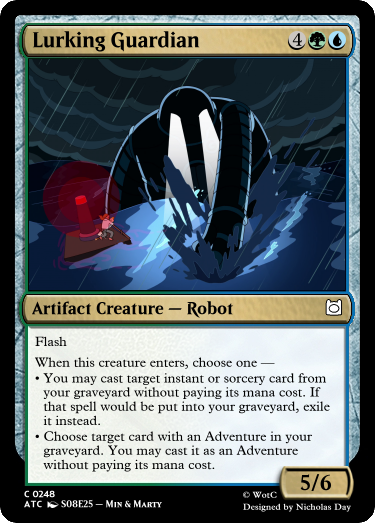 Lurking Guardian 4
Artifact Creature — Robot
Flash
When this creature enters, choose one —
• You may cast target instant or sorcery card from
your graveyard without paying its mana cost. If
that spell would be put into your graveyard, exile
it instead.
• Choose target card with an Adventure in your
graveyard. You may cast it as an Adventure
without paying its mana cost.
5/6
C 0248
ATC S08E25 — Min & Marty
© WotC
Designed by Nicholas Day